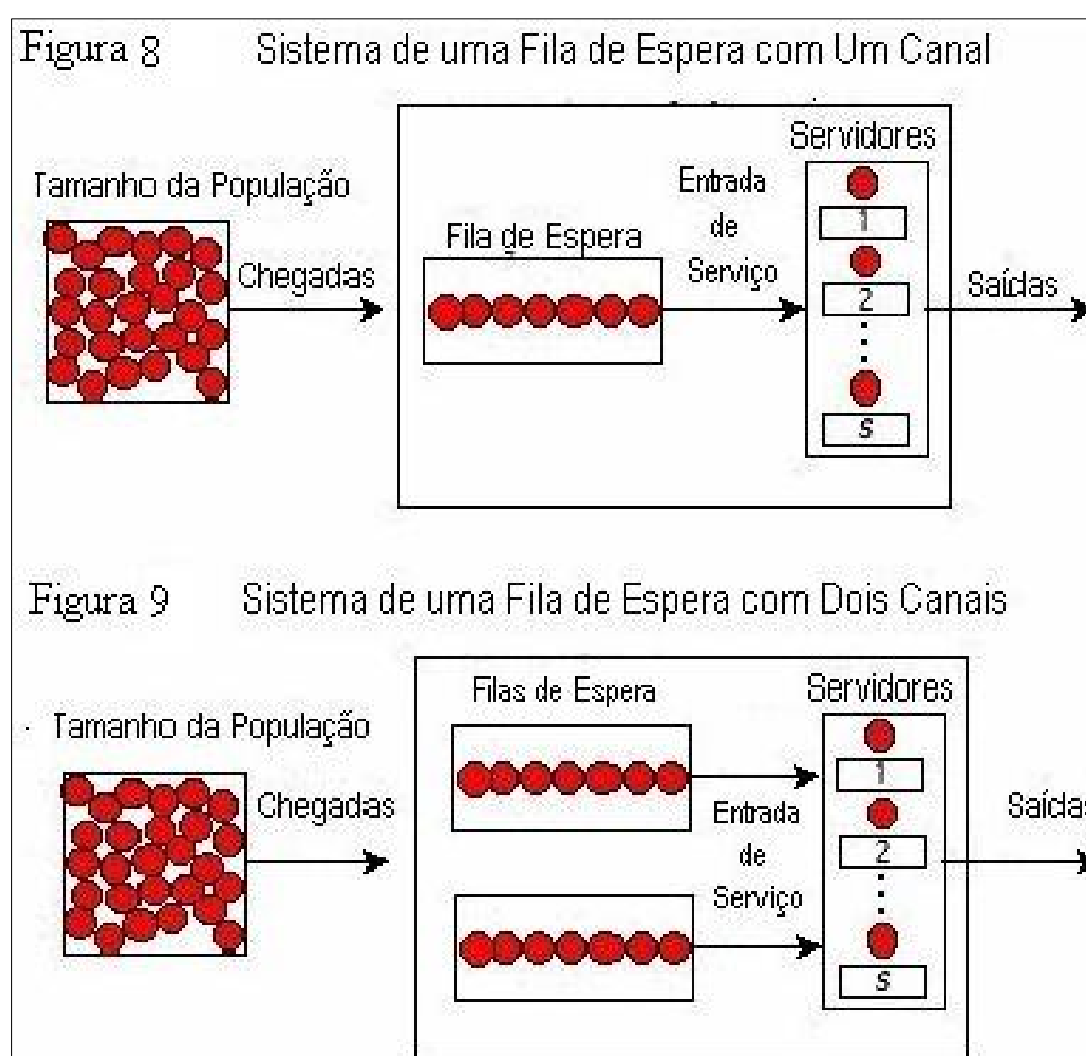 Figura 8 Sistema de uma Fila de Espera com Um Canal
Servidores
Tamanho da População
Entrada
de
Serviço
Fila de Espera
Chegadas
1
2
S
Saídas
Figura 9 Sistema de uma Fila de Espera com Dois Canais
Filas de Espera
Servidores
Tamanho da População
Chegadas
Entrada
de
Serviço
1
2
S
Saídas